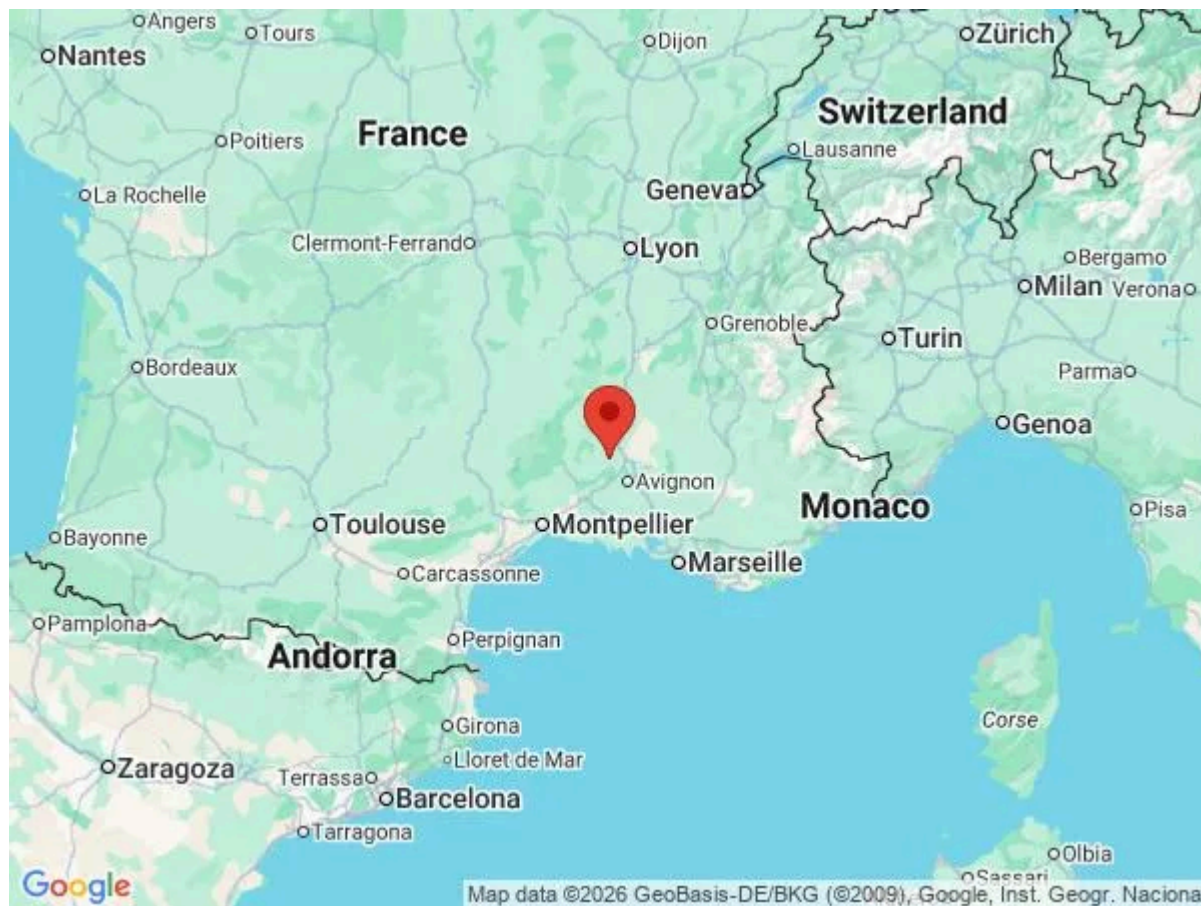 Angers
Tours
Dijon
Zürich
Nantes
Switzerland
France
Poitiers
Lausanne
Geneva
La Rochelle
Clermont-Ferrand
Lyon
Bergamo
Milan
Verona
Grenoble
Turin
Bordeaux
Parma
Genoa
Avignon
Monaco
Pisa
Toulouse
Montpellier
Bayonne
Marseille
Carcassonne
Pamplona
Perpignan
Andorra
Corse
Girona
Lloret de Mar
Zaragoza
Terrassa
Barcelona
Tarragona
Olbia
Sassari
Google
Map data ©2026 GeoBasis-DE/BKG (©2009), Google, Inst. Geogr. Naciona